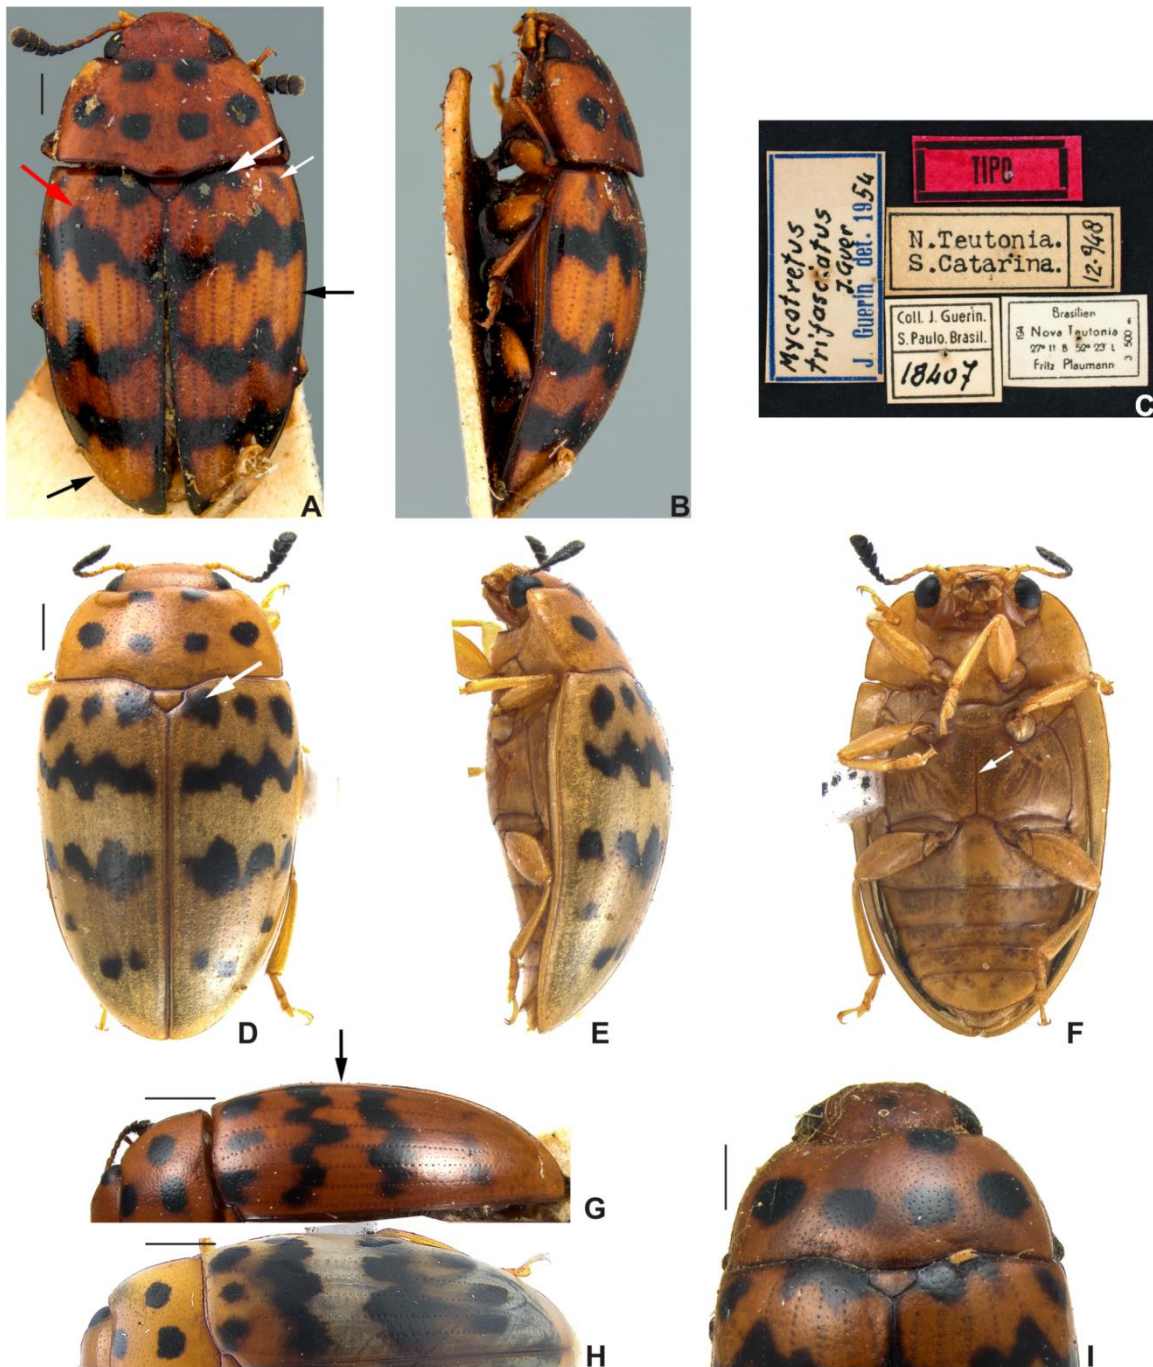 A
B
Mycotretus
trifasciatus
J. Guer
J. Guérin, det. 1954
TIPO
N. Teutonia.
S. Catarina.
12.948
Coll. J. Guerin.
S. Paulo. Brasil.
18407
Brasilien
Nova Teutonia
27° 11' B 52° 23' L
Fritz Plaumann
C
D
E
F
G
H
I